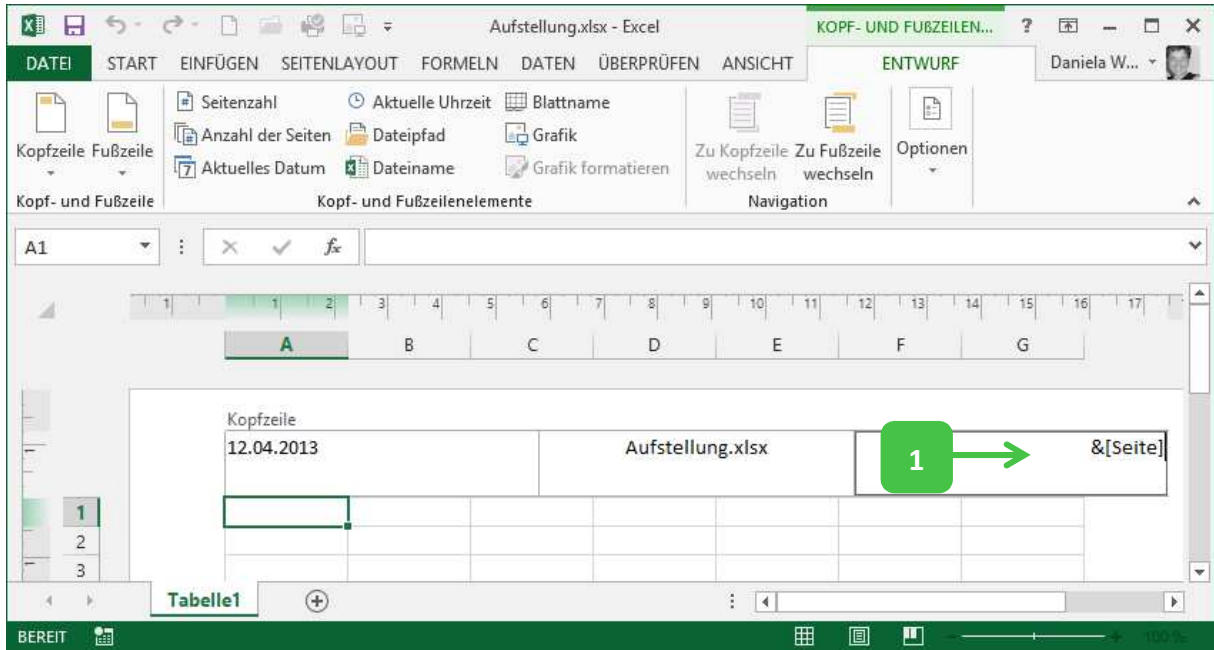 Aufstellung.xlsx - Excel
KOPF- UND FUßZEILEN...
?
DATEI START EINFÜGEN SEITENLAYOUT FORMELN DATEN ÜBERPRÜFEN ANSICHT ENTWURF Daniela W...
Seitenzahl Aktuelle Uhrzeit Blattname
Anzahl der Seiten Dateipfad Grafik
Aktuelles Datum Dateiname Grafik formatieren
Kopfzeile Fußzeile
Zu Kopfzeile wechseln
Zu Fußzeile wechseln
Optionen
Kopf- und Fußzeile Kopf- und Fußzeilenelemente Navigation
A1 fx
1 1 2 3 4 5 6 7 8 9 10 11 12 13 14 15 16 17
A B C D E F G
Kopfzeile
12.04.2013 Aufstellung.xlsx 1 &[Seite]
1
2
3
Tabelle1
BEREIT 100 %